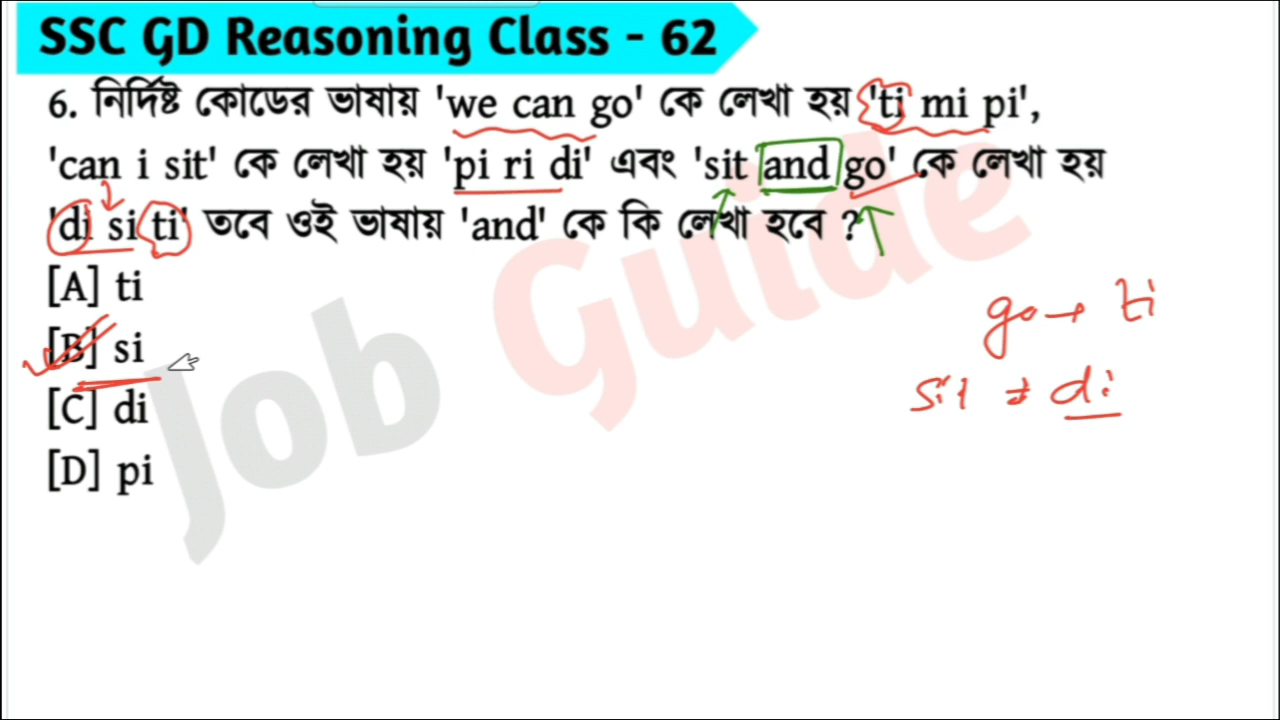 SSC GD Reasoning Class - 62
6. নির্দিষ্ট কোডের ভাষায় 'we can go' কে লেখা হয় 'ti mi pi',
'can i sit' কে লেখা হয় 'pi ri di' এবং 'sit and go' কে লেখা হয়
'di si ti' তবে ওই ভাষায় 'and' কে কি লেখা হবে ?
[A] ti
[B] si
[C] di
[D] pi
go → ti
sit = di
Job Guide